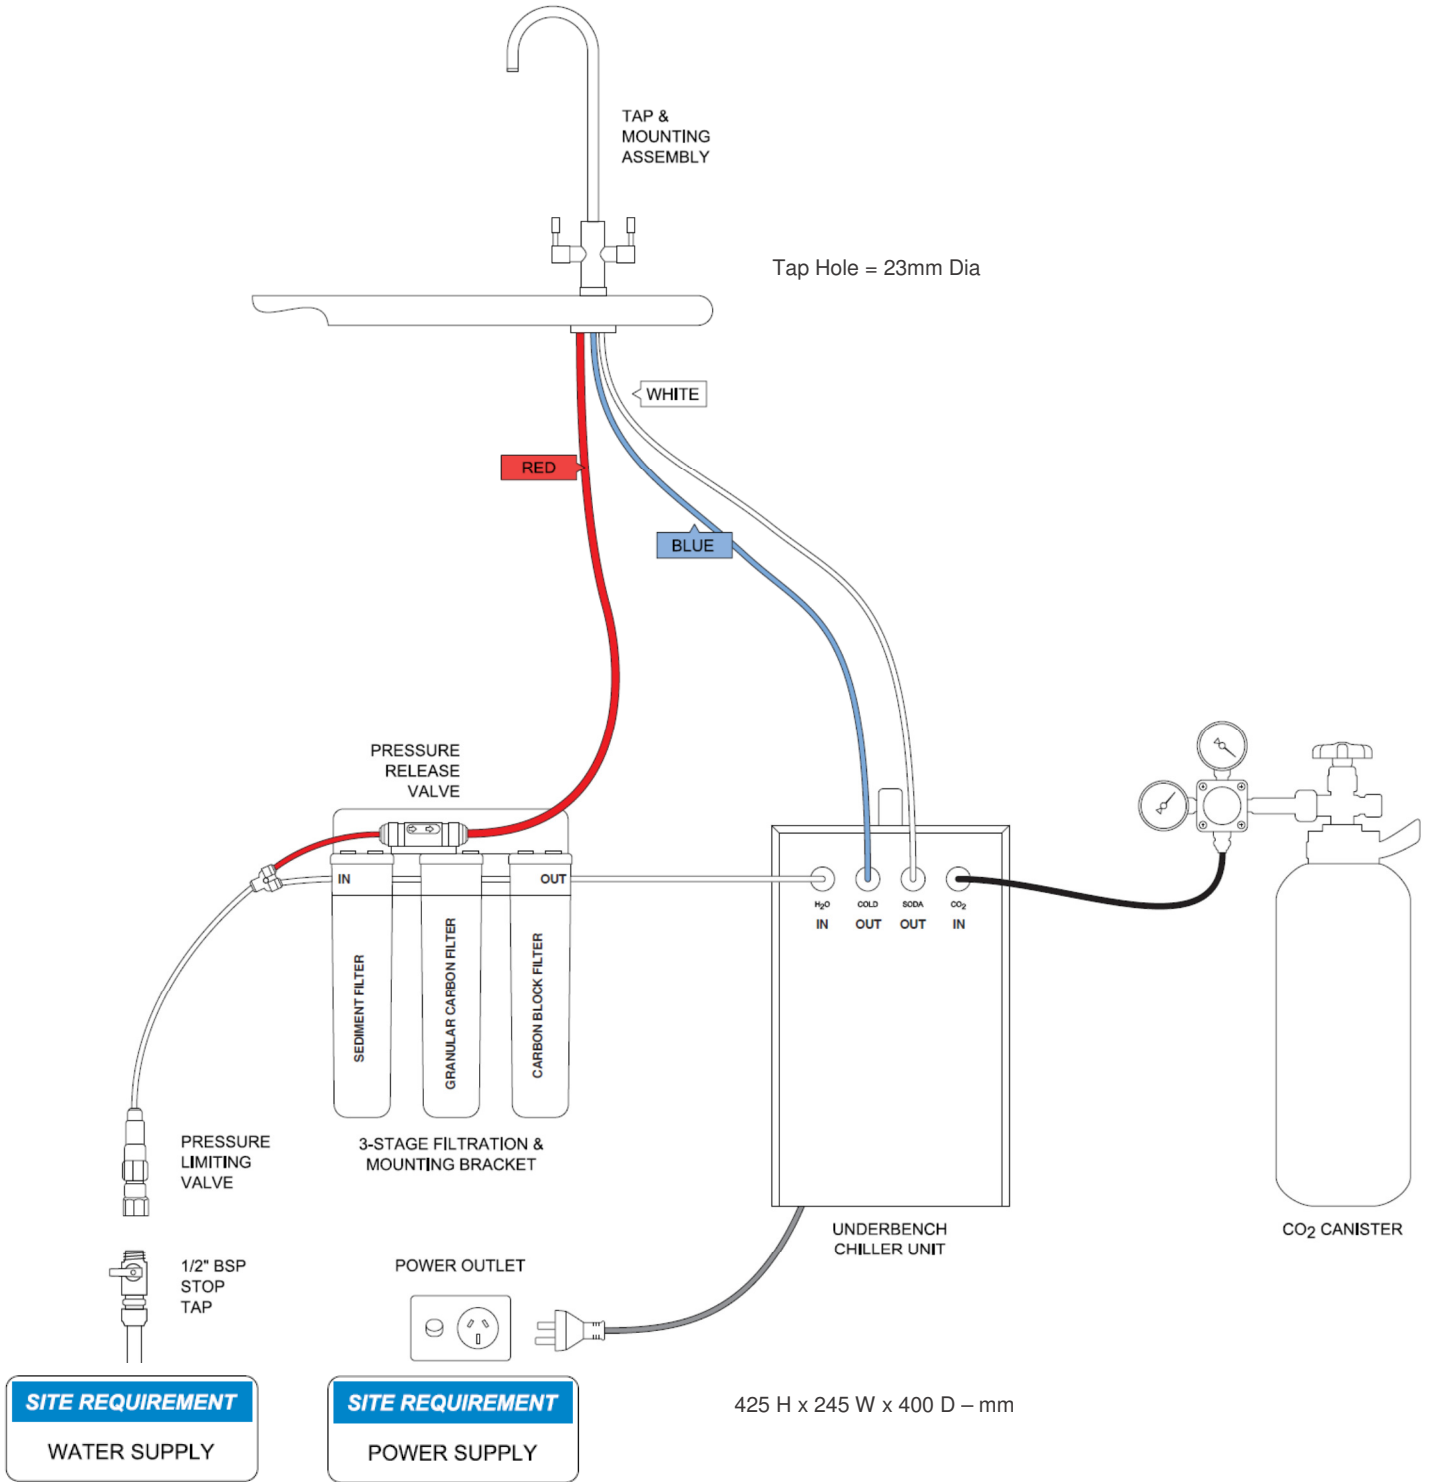 TAP &
MOUNTING
ASSEMBLY
Tap Hole = 23mm Dia
WHITE
RED
BLUE
PRESSURE
RELEASE
VALVE
IN
OUT
SEDIMENT FILTER
GRANULAR CARBON FILTER
CARBON BLOCK FILTER
H2O
IN
COLD
OUT
SODA
OUT
CO2
IN
PRESSURE
LIMITING
VALVE
3-STAGE FILTRATION &
MOUNTING BRACKET
UNDERBENCH
CHILLER UNIT
CO2 CANISTER
1/2" BSP
STOP
TAP
POWER OUTLET
SITE REQUIREMENT
WATER SUPPLY
SITE REQUIREMENT
POWER SUPPLY
425 H x 245 W x 400 D – mm